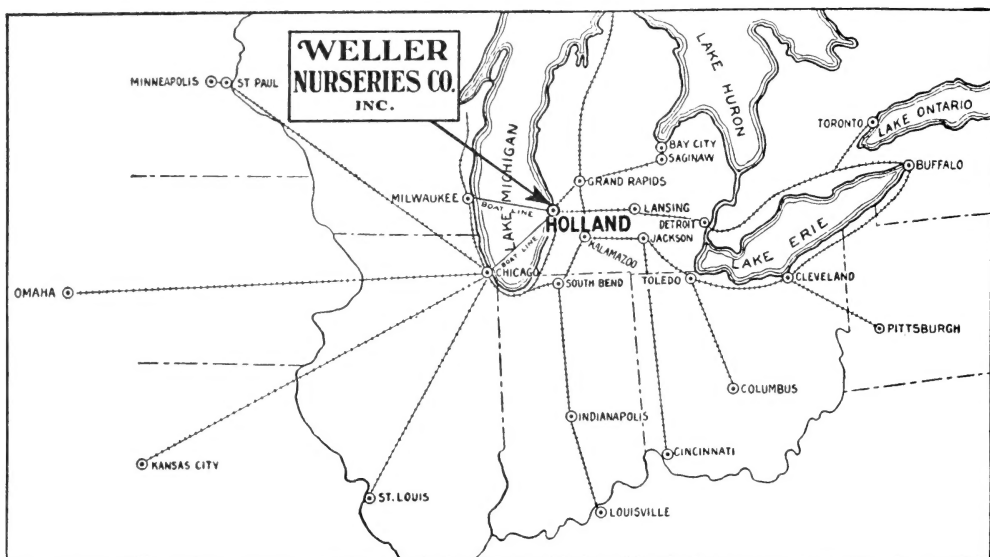 WELLER
NURSERIES CO.
INC.
MINNEAPOLIS
ST PAUL
LAKE HURON
LAKE MICHIGAN
TORONTO
LAKE ONTARIO
BAY CITY
SAGINAW
BUFFALO
GRAND RAPIDS
MILWAUKEE
BOAT LINE
LANSING
HOLLAND
DETROIT
KALAMAZOO
JACKSON
LAKE ERIE
BOAT LINE
CHICAGO
OMAHA
SOUTH BEND
TOLEDO
CLEVELAND
PITTSBURGH
COLUMBUS
INDIANAPOLIS
CINCINNATI
KANSAS CITY
ST. LOUIS
LOUISVILLE